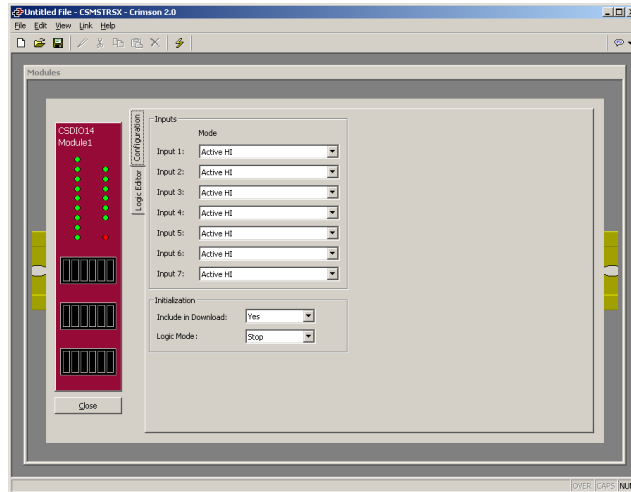 Untitled File - CSMSTRSX - Crimson 2.0
File Edit View Link Help
Modules
CSDIO14
Module1
Configuration
Logic Editor
Inputs
Mode
Input 1: Active HI
Input 2: Active HI
Input 3: Active HI
Input 4: Active HI
Input 5: Active HI
Input 6: Active HI
Input 7: Active HI
Initialization
Include in Download: Yes
Logic Mode: Stop
Close
OVER CAPS NU